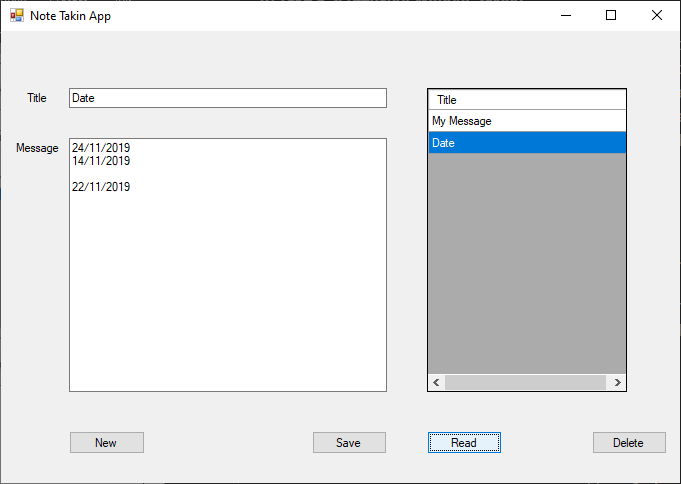 Note Takin App
Title
Date
Message
24/11/2019
14/11/2019
22/11/2019
Title
My Message
Date
New
Save
Read
Delete